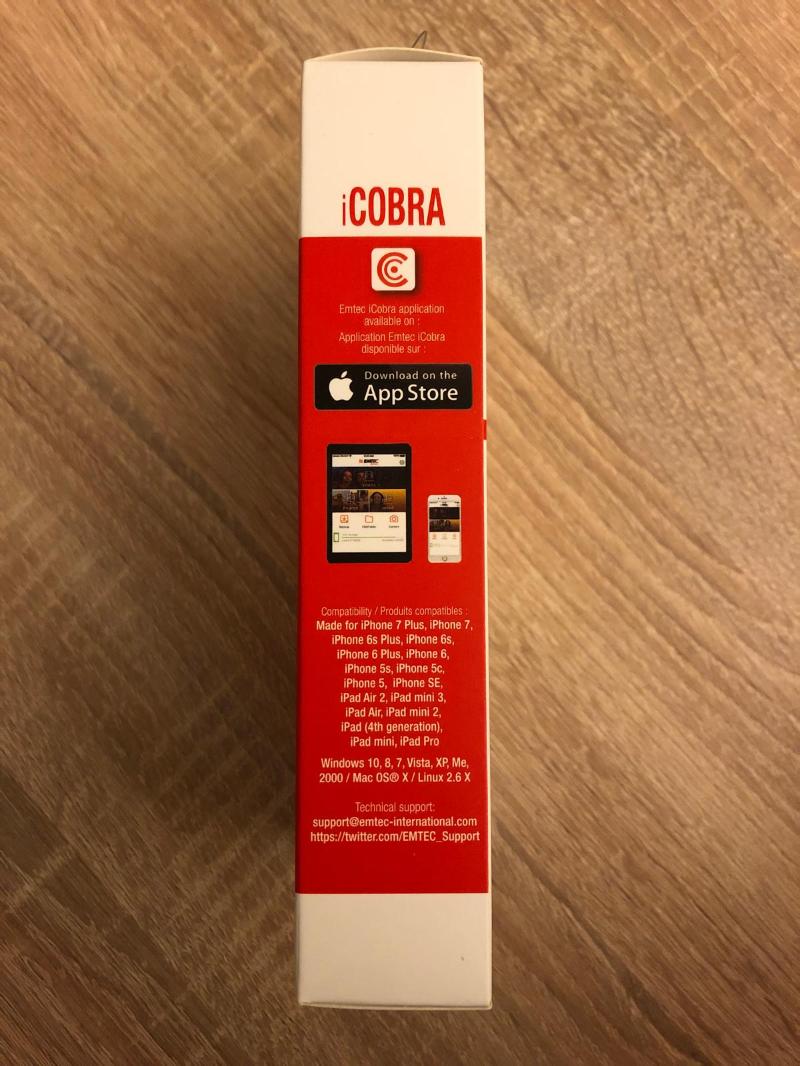 iCOBRA
Emtec iCobra application
available on :
Application Emtec iCobra
disponible sur :
Download on the
App Store
EMTEC
Compatibility / Produits compatibles :
Made for iPhone 7 Plus, iPhone 7,
iPhone 6s Plus, iPhone 6s,
iPhone 6 Plus, iPhone 6,
iPhone 5s, iPhone 5c,
iPhone 5, iPhone SE,
iPad Air 2, iPad mini 3,
iPad Air, iPad mini 2,
iPad (4th generation),
iPad mini, iPad Pro
Windows 10, 8, 7, Vista, XP, Me,
2000 / Mac OS® X / Linux 2.6 X
Technical support:
support@emtec-international.com
https://twitter.com/EMTEC_Support